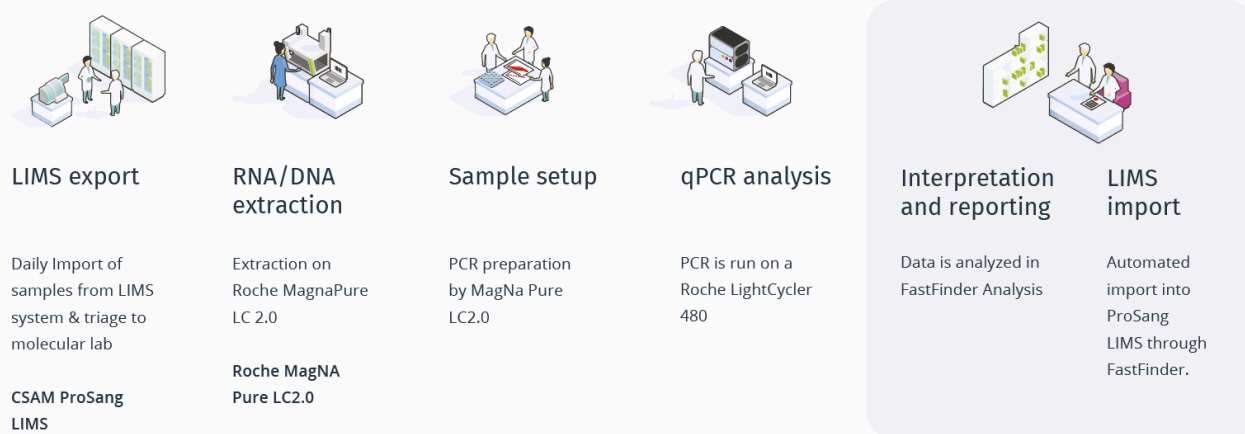 LIMS export
Daily Import of
samples from LIMS
system & triage to
molecular lab
CSAM ProSang
LIMS
RNA/DNA
extraction
Extraction on
Roche MagnaPure
LC 2.0
Roche MagNA
Pure LC2.0
Sample setup
PCR preparation
by MagNa Pure
LC2.0
qPCR analysis
PCR is run on a
Roche LightCycler
480
Interpretation
and reporting
Data is analyzed in
FastFinder Analysis
LIMS
import
Automated
import into
ProSang
LIMS through
FastFinder.